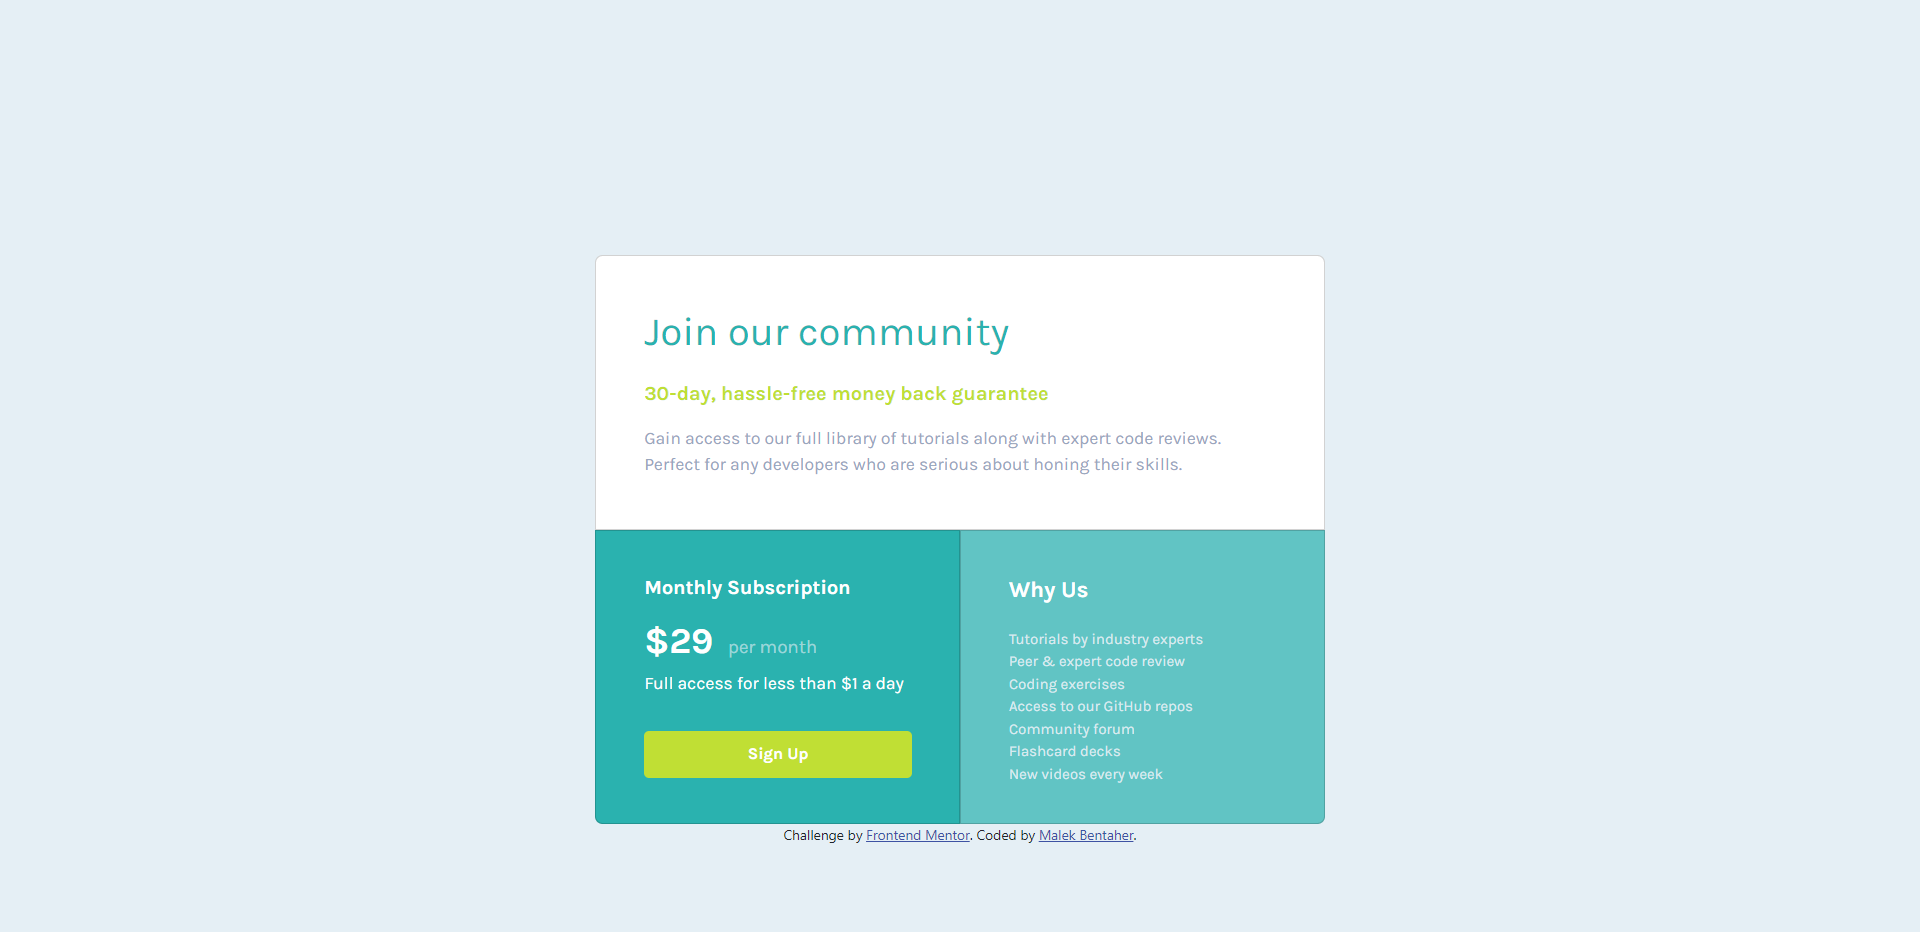 Join our community
30-day, hassle-free money back guarantee
Gain access to our full library of tutorials along with expert code reviews.
Perfect for any developers who are serious about honing their skills.
Monthly Subscription
$29 per month
Full access for less than $1 a day
Sign Up
Why Us
Tutorials by industry experts
Peer & expert code review
Coding exercises
Access to our GitHub repos
Community forum
Flashcard decks
New videos every week
Challenge by Frontend Mentor. Coded by Malek Bentaher.